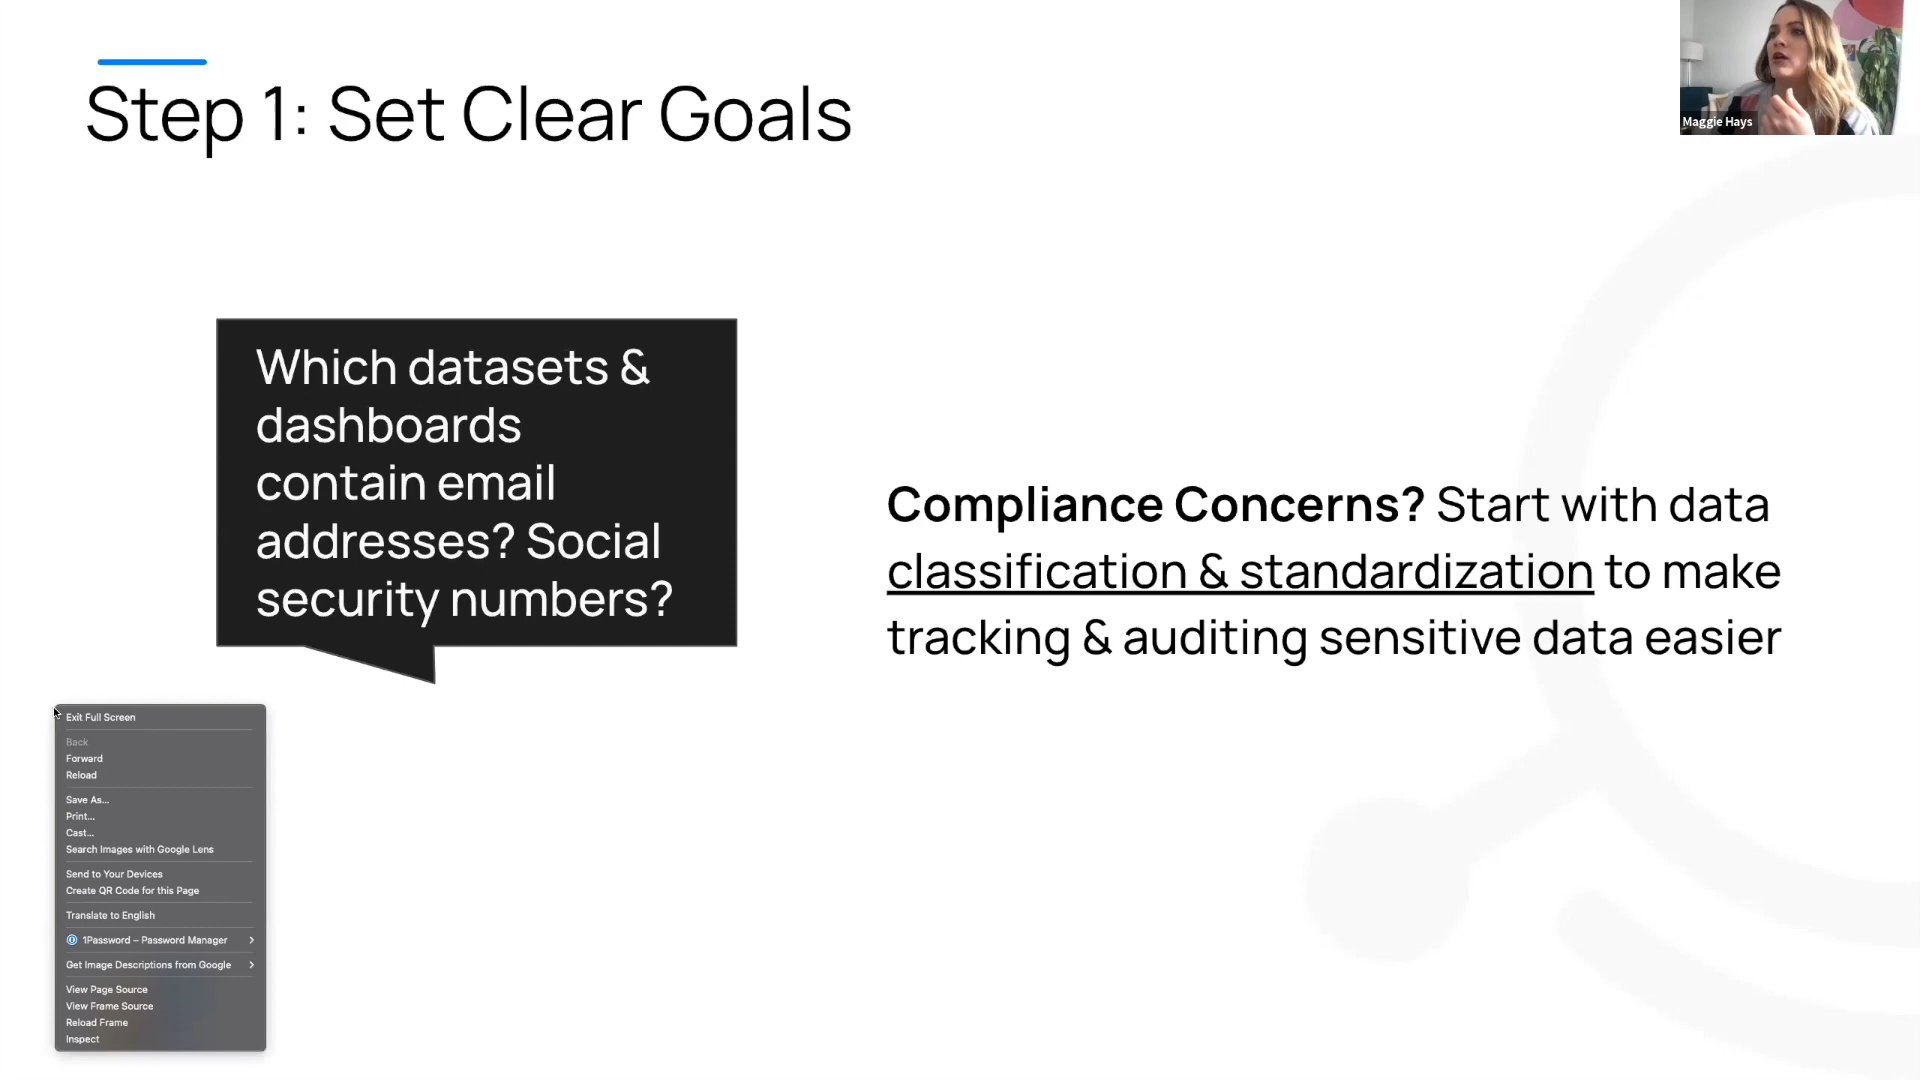 Step 1: Set Clear Goals
Maggie Hays
Which datasets &
dashboards
contain email
addresses? Social
security numbers?
Compliance Concerns? Start with data
classification & standardization to make
tracking & auditing sensitive data easier
Exit Full Screen
Back
Forward
Reload
Save As...
Print...
Cast...
Search Images with Google Lens
Send to Your Devices
Create QR Code for this Page
Translate to English
1Password – Password Manager
Get Image Descriptions from Google
View Page Source
View Frame Source
Reload Frame
Inspect